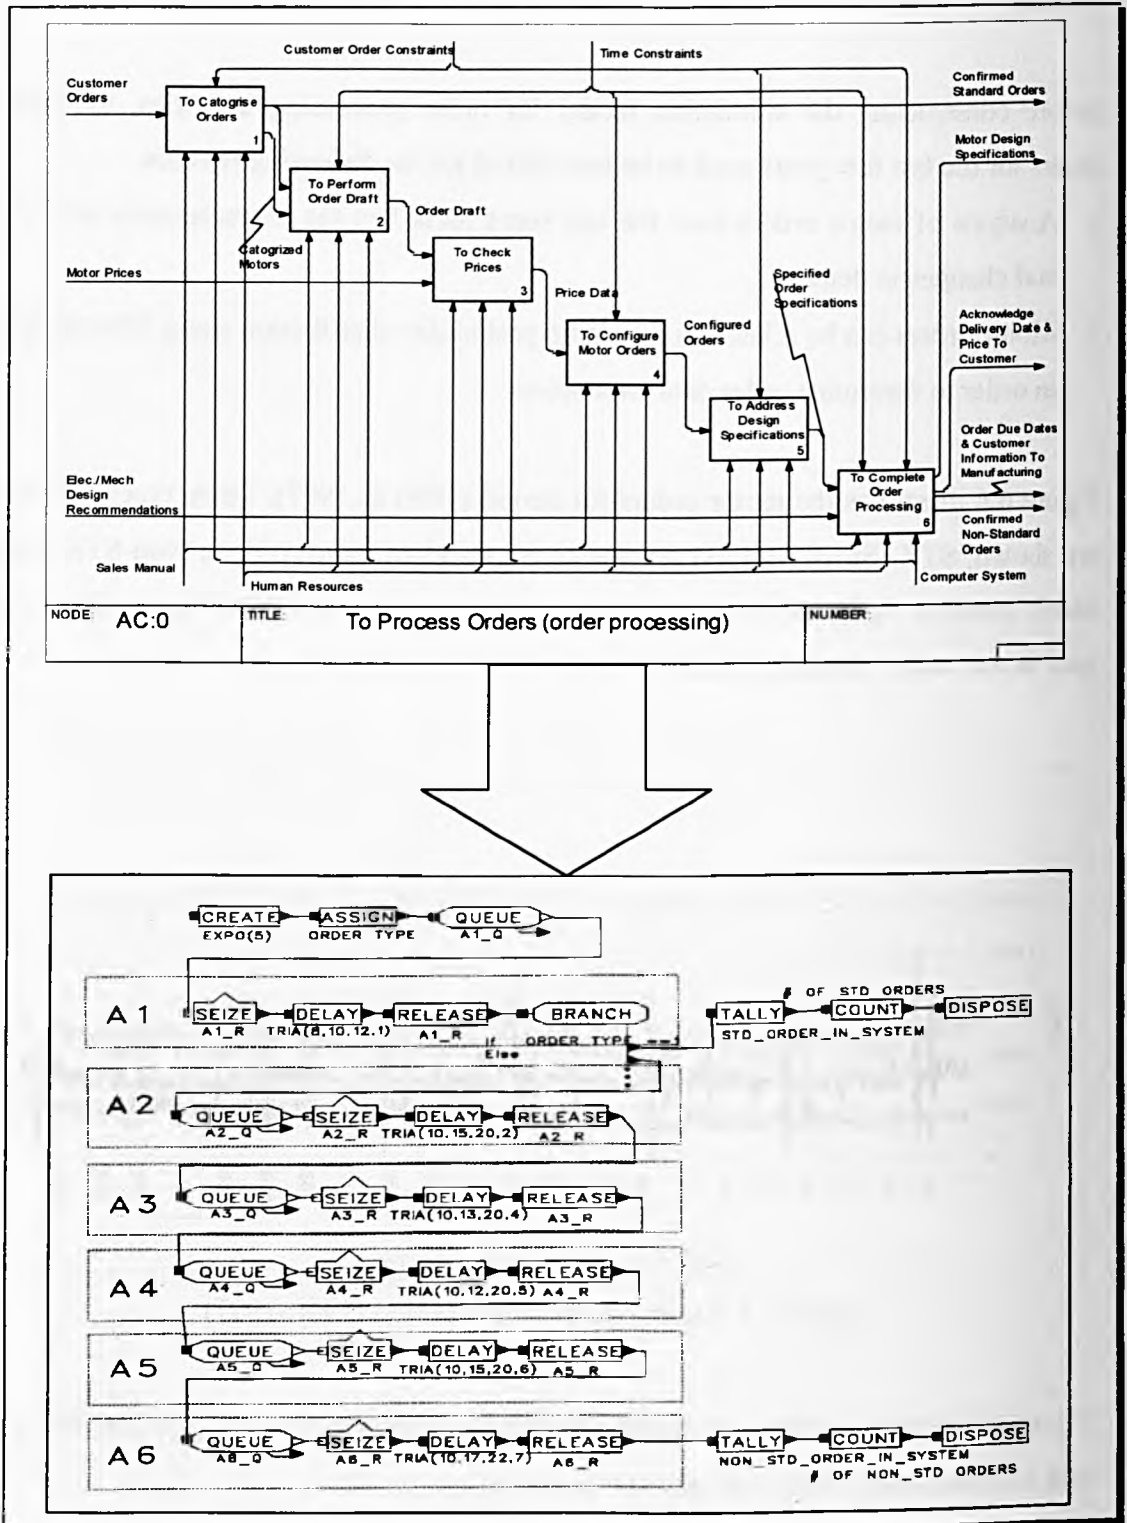 Customer Order Constraints
Time Constraints
Customer
Orders
To Catogrise
Orders
1
Confirmed
Standard Orders
Motor Design
Specifications
To Perform
Order Draft
2
Order Draft
Catogrized
Motors
To Check
Prices
3
Motor Prices
Price Data
Specified
Order
Specifications
Acknowledge
Delivery Date &
Price To
Customer
To Configure
Motor Orders
4
Configured
Orders
To Address
Design
Specifications
5
Order Due Dates
& Customer
Information To
Manufacturing
To Complete
Order
Processing
6
Elec./Mech
Design
Recommendations
Confirmed
Non-Standard
Orders
Sales Manual
Human Resources
Computer System
NODE:
AC:0
TITLE:
To Process Orders (order processing)
NUMBER:
CREATE
EXPO(5)
ASSIGN
ORDER TYPE
QUEUE
A1_Q
A1
SEIZE
A1_R
DELAY
TRIA(8,10,12,1)
RELEASE
A1_R
BRANCH
If ORDER TYPE ==1
Else
TALLY
STD_ORDER_IN_SYSTEM
# OF STD ORDERS
COUNT
DISPOSE
A2
QUEUE
A2_Q
SEIZE
A2_R
DELAY
TRIA(10,15,20,2)
RELEASE
A2_R
A3
QUEUE
A3_Q
SEIZE
A3_R
DELAY
TRIA(10,13,20,4)
RELEASE
A3_R
A4
QUEUE
A4_Q
SEIZE
A4_R
DELAY
TRIA(10,12,20,5)
RELEASE
A4_R
A5
QUEUE
A5_Q
SEIZE
A5_R
DELAY
TRIA(10,15,20,6)
RELEASE
A5_R
A6
QUEUE
A6_Q
SEIZE
A6_R
DELAY
TRIA(10,17,22,7)
RELEASE
A6_R
TALLY
NON_STD_ORDER_IN_SYSTEM
COUNT
# OF NON_STD ORDERS
DISPOSE